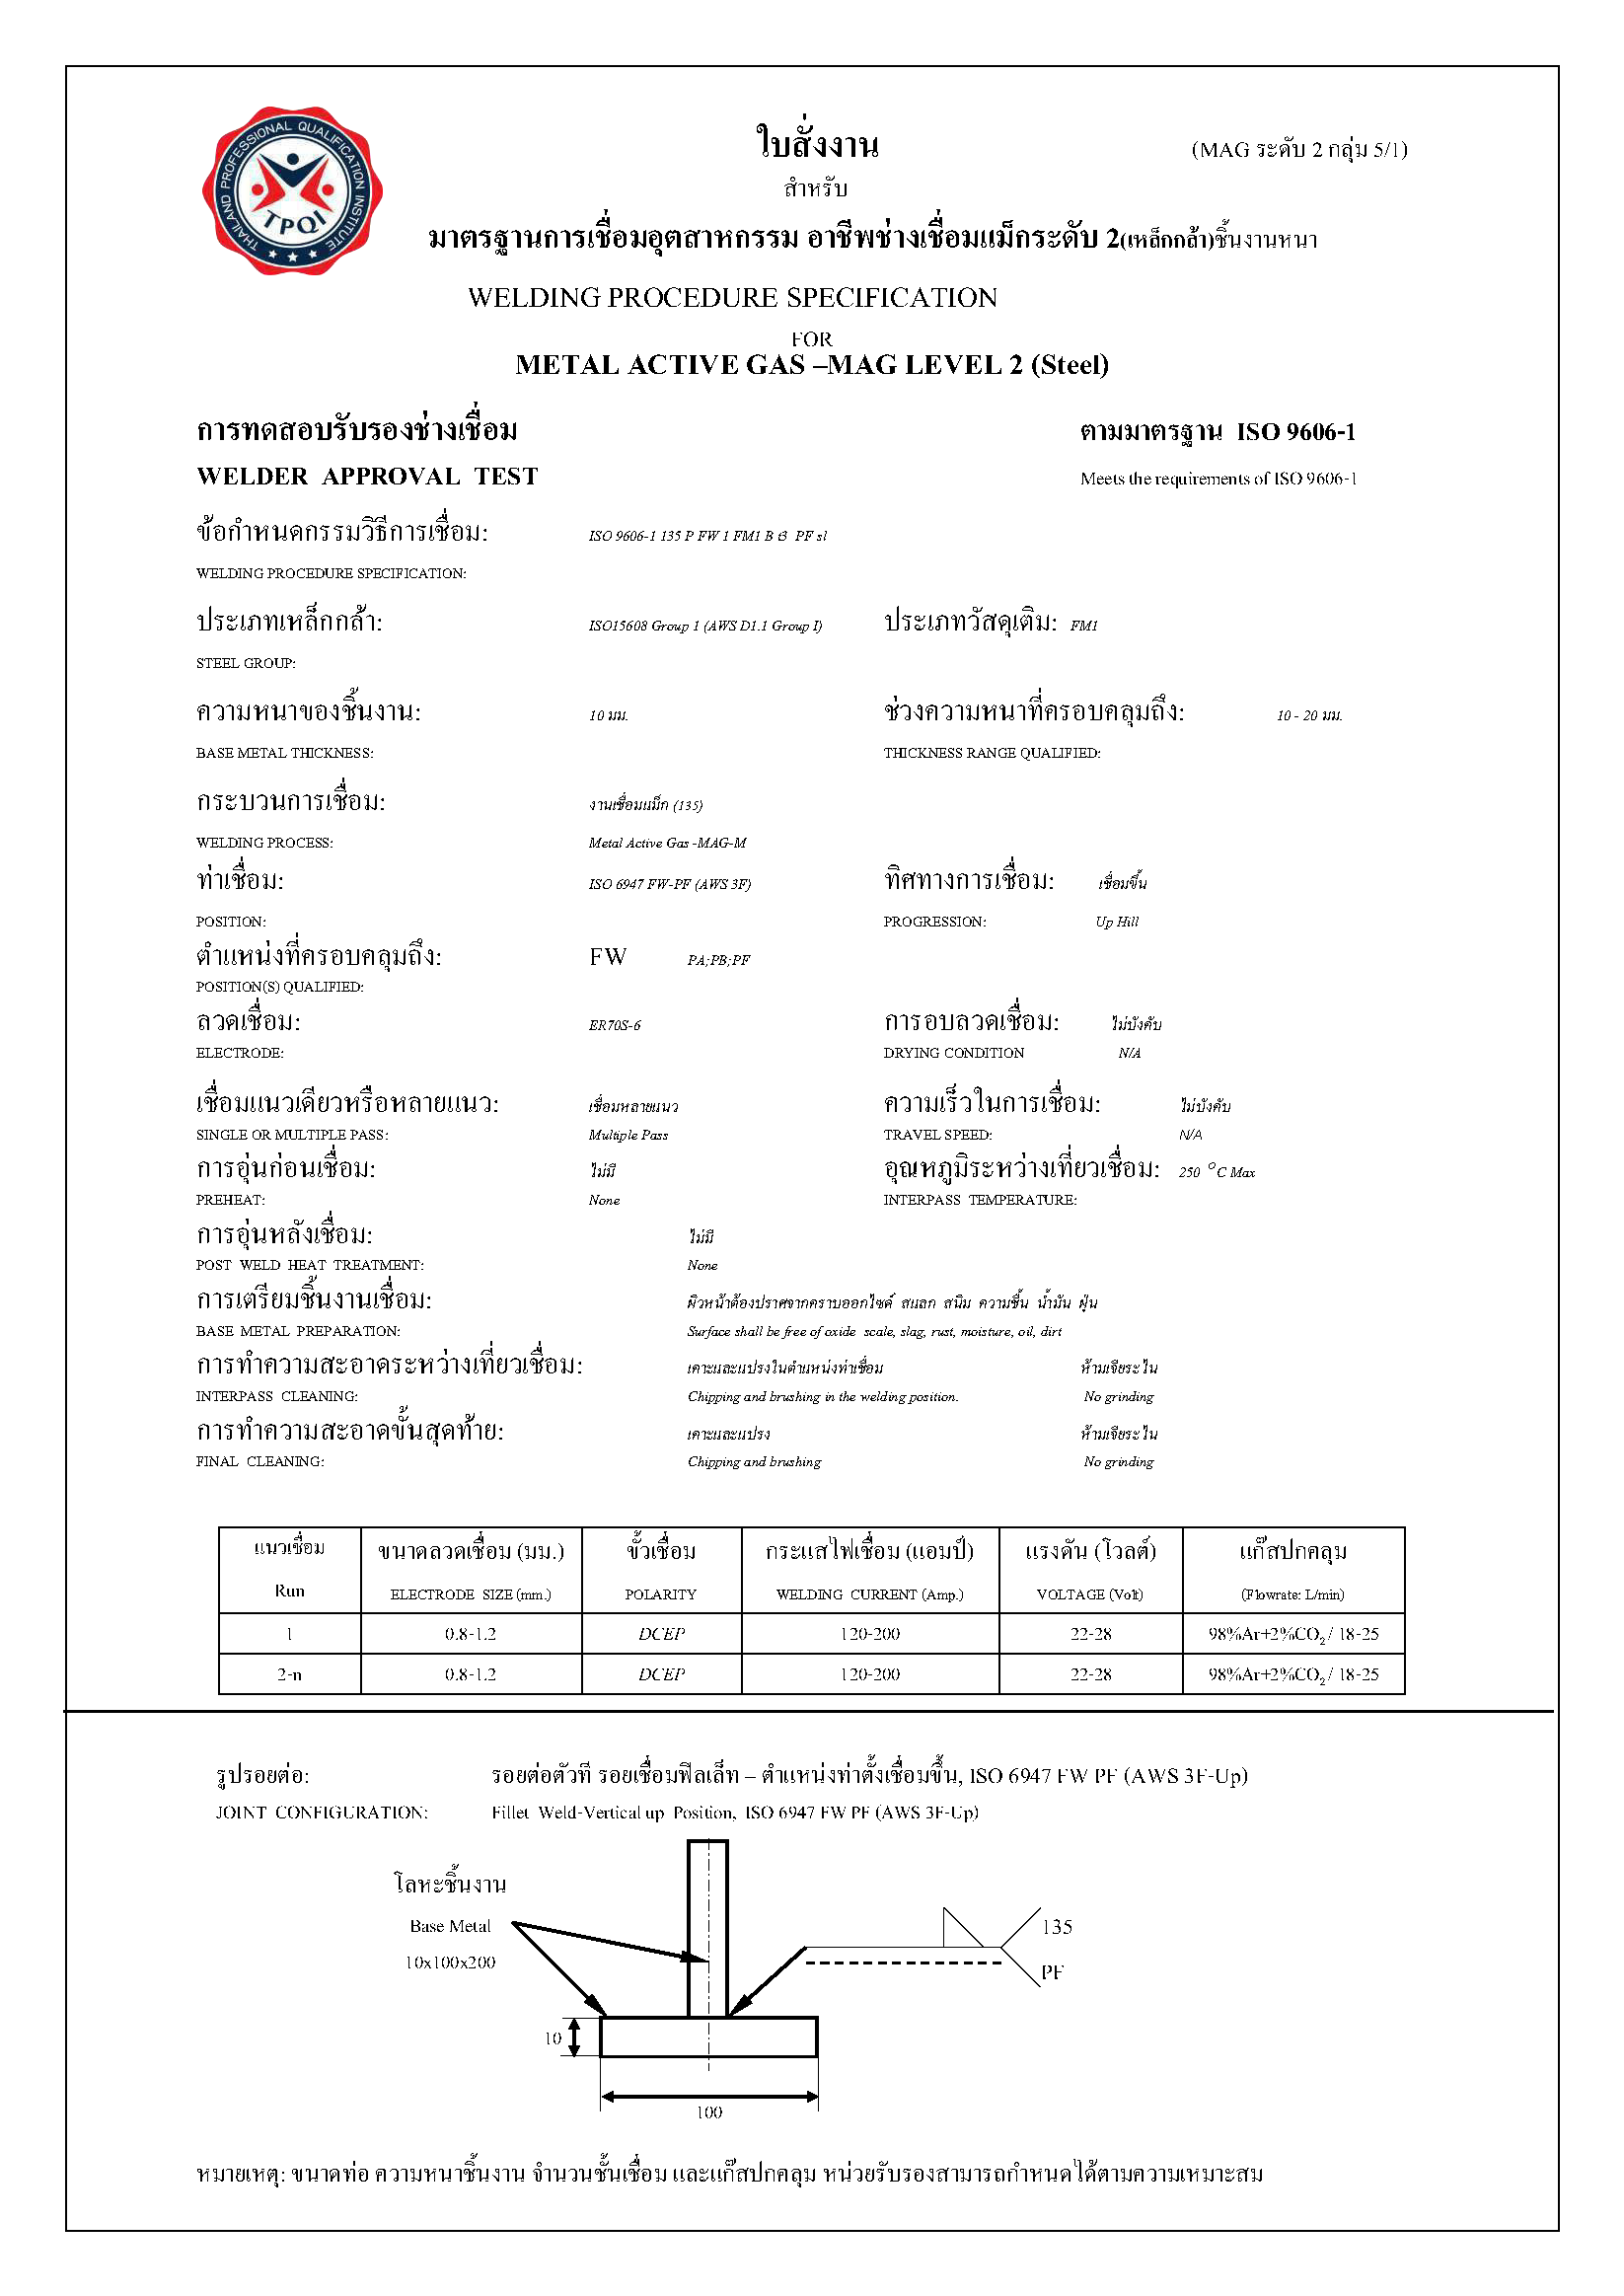 THAILAND PROFESSIONAL QUALIFICATION INSTITUTE
TPQI
ใบสั่งงาน (MAG ระดับ 2 กลุ่ม 5/1)
สำหรับ
มาตรฐานการเชื่อมอุตสาหกรรม อาชีพช่างเชื่อมแม็กระดับ 2(เหล็กกล้า)ชิ้นงานหนา
WELDING PROCEDURE SPECIFICATION
FOR
METAL ACTIVE GAS –MAG LEVEL 2 (Steel)
การทดสอบรับรองช่างเชื่อม ตามมาตรฐาน ISO 9606-1
WELDER APPROVAL TEST Meets the requirements of ISO 9606-1
ข้อกำหนดกรรมวิธีการเชื่อม: ISO 9606-1 135 P FW 1 FM1 B t3 PF sl
WELDING PROCEDURE SPECIFICATION:
ประเภทเหล็กกล้า: ISO15608 Group 1 (AWS D1.1 Group I) ประเภทวัสดุเติม: FM1
STEEL GROUP:
ความหนาของชิ้นงาน: 10 มม. ช่วงความหนาที่ครอบคลุมถึง: 10 - 20 มม.
BASE METAL THICKNESS: THICKNESS RANGE QUALIFIED:
กระบวนการเชื่อม: งานเชื่อมแม็ก (135)
WELDING PROCESS: Metal Active Gas -MAG-M
ท่าเชื่อม: ISO 6947 FW-PF (AWS 3F) ทิศทางการเชื่อม: เชื่อมขึ้น
POSITION: PROGRESSION: Up Hill
ตำแหน่งที่ครอบคลุมถึง: FW PA;PB;PF
POSITION(S) QUALIFIED:
ลวดเชื่อม: ER70S-6 การอบลวดเชื่อม: ไม่บังคับ
ELECTRODE: DRYING CONDITION N/A
เชื่อมแนวเดียวหรือหลายแนว: เชื่อมหลายแนว ความเร็วในการเชื่อม: ไม่บังคับ
SINGLE OR MULTIPLE PASS: Multiple Pass TRAVEL SPEED: N/A
การอุ่นก่อนเชื่อม: ไม่มี อุณหภูมิระหว่างเที่ยวเชื่อม: 250 °C Max
PREHEAT: None INTERPASS TEMPERATURE:
การอุ่นหลังเชื่อม: ไม่มี
POST WELD HEAT TREATMENT: None
การเตรียมชิ้นงานเชื่อม: ผิวหน้าต้องปราศจากคราบออกไซด์ สแลก สนิม ความชื้น น้ำมัน ฝุ่น
BASE METAL PREPARATION: Surface shall be free of oxide scale, slag, rust, moisture, oil, dirt
การทำความสะอาดระหว่างเที่ยวเชื่อม: เคาะและแปรงในตำแหน่งท่าเชื่อม ห้ามเจียระไน
INTERPASS CLEANING: Chipping and brushing in the welding position. No grinding
การทำความสะอาดขั้นสุดท้าย: เคาะและแปรง ห้ามเจียระไน
FINAL CLEANING: Chipping and brushing No grinding
แนวเชื่อม ขนาดลวดเชื่อม (มม.) ขั้วเชื่อม กระแสไฟเชื่อม (แอมป์) แรงดัน (โวลต์) แก๊สปกคลุม
Run ELECTRODE SIZE (mm.) POLARITY WELDING CURRENT (Amp.) VOLTAGE (Volt) (Flowrate: L/min)
1 0.8-1.2 DCEP 120-200 22-28 98%Ar+2%CO₂/ 18-25
2-n 0.8-1.2 DCEP 120-200 22-28 98%Ar+2%CO₂/ 18-25
รูปรอยต่อ: รอยต่อตัวที รอยเชื่อมฟิลเล็ท – ตำแหน่งท่าตั้งเชื่อมขึ้น, ISO 6947 FW PF (AWS 3F-Up)
JOINT CONFIGURATION: Fillet Weld-Vertical up Position, ISO 6947 FW PF (AWS 3F-Up)
โลหะชิ้นงาน
Base Metal 135
10x100x200 PF
10
100
หมายเหตุ: ขนาดท่อ ความหนาชิ้นงาน จำนวนชั้นเชื่อม และแก๊สปกคลุม หน่วยรับรองสามารถกำหนดได้ตามความเหมาะสม